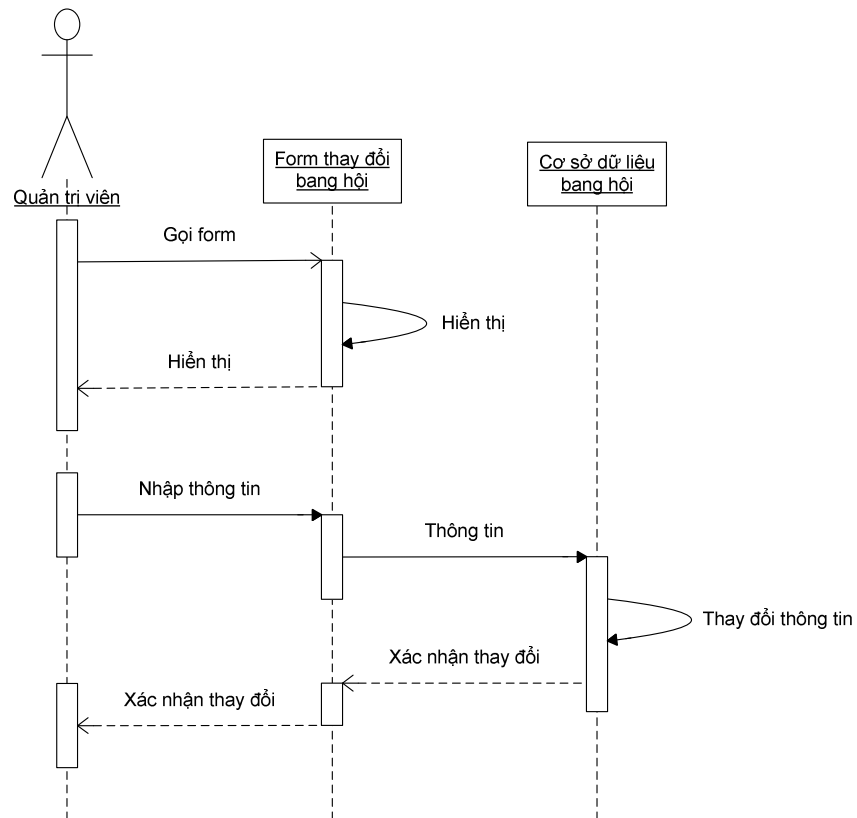 Form thay đổi
bang hội
Cơ sở dữ liệu
bang hội
Quản trị viên
Gọi form
Hiển thị
Hiển thị
Nhập thông tin
Thông tin
Thay đổi thông tin
Xác nhận thay đổi
Xác nhận thay đổi